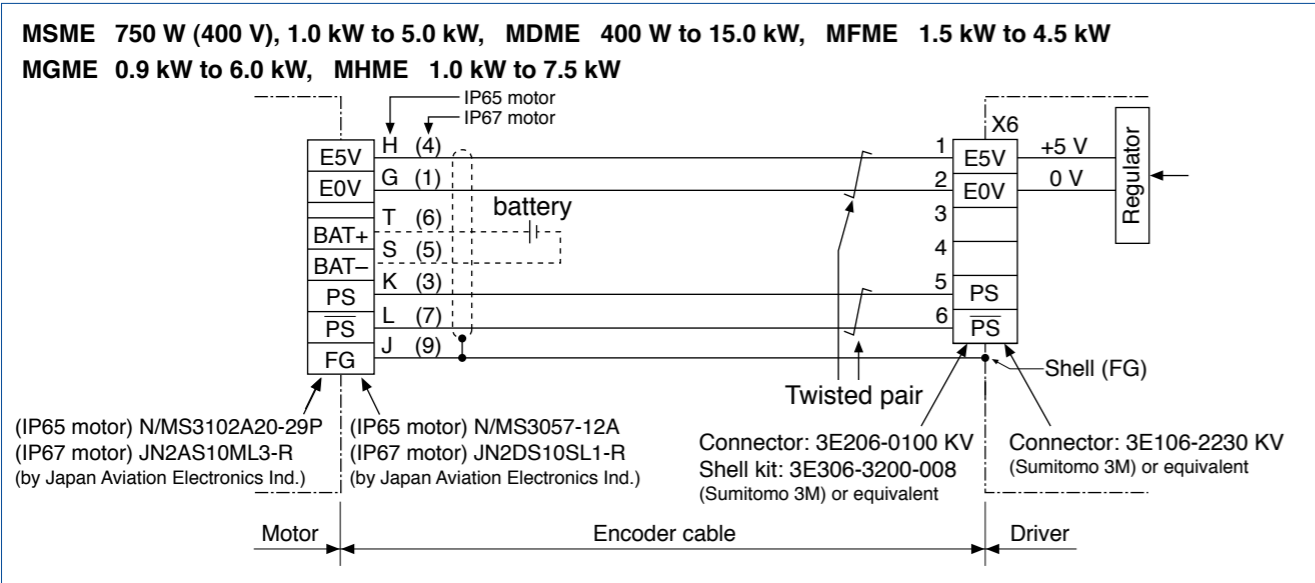 MSME 750 W (400 V), 1.0 kW to 5.0 kW, MDME 400 W to 15.0 kW, MFME 1.5 kW to 4.5 kW
MGME 0.9 kW to 6.0 kW, MHME 1.0 kW to 7.5 kW
IP65 motor
IP67 motor
X6
E5V H (4) 1 E5V +5 V
E0V G (1) 2 E0V 0 V
Regulator
3
BAT+ T (6) battery
4
BAT– S (5)
PS K (3) 5 PS
P̅S̅ L (7) 6 P̅S̅
FG J (9)
Shell (FG)
Twisted pair
(IP65 motor) N/MS3102A20-29P
(IP67 motor) JN2AS10ML3-R
(by Japan Aviation Electronics Ind.)
(IP65 motor) N/MS3057-12A
(IP67 motor) JN2DS10SL1-R
(by Japan Aviation Electronics Ind.)
Connector: 3E206-0100 KV
Shell kit: 3E306-3200-008
(Sumitomo 3M) or equivalent
Connector: 3E106-2230 KV
(Sumitomo 3M) or equivalent
Motor
Encoder cable
Driver